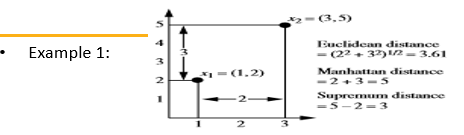 • Example 1:
5
4
3
2
1
3
x₂ = (3, 5)
x₁ = (1, 2)
2
1 2 3
Euclidean distance
= (2² + 3²)1/2 = 3.61
Manhattan distance
= 2 + 3 = 5
Supremum distance
= 5 − 2 = 3